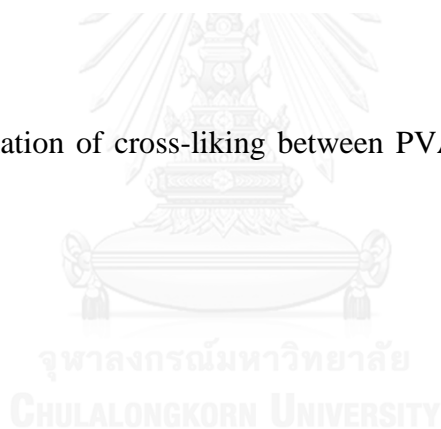 ation of cross-liking between PVA
จุฬาลงกรณ์มหาวิทยาลัย
CHULALONGKORN UNIVERSITY